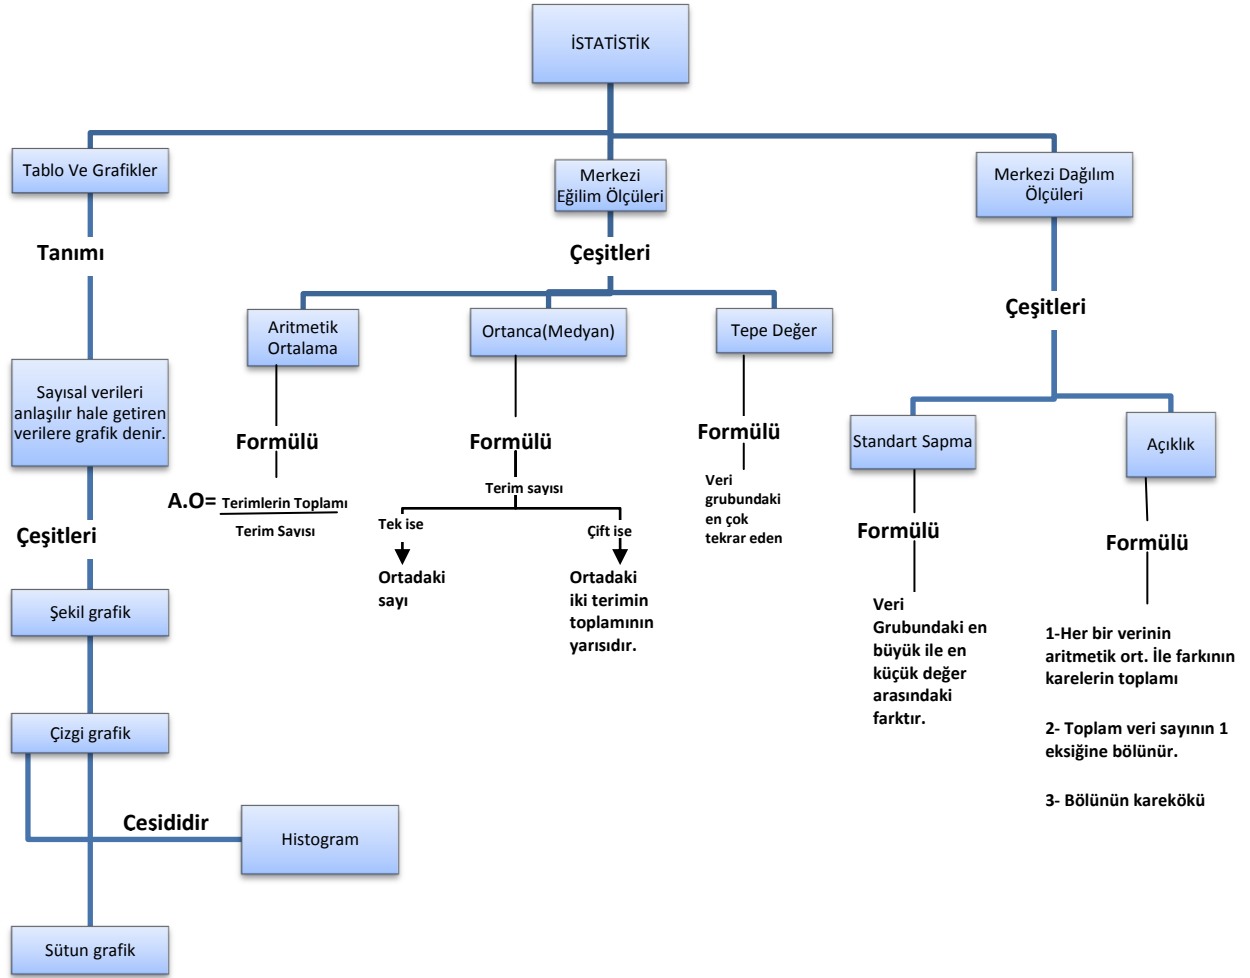 İSTATİSTİK
Tablo Ve Grafikler
Merkezi
Eğilim Ölçüleri
Merkezi Dağılım
Ölçüleri
Tanımı
Çeşitleri
Çeşitleri
Aritmetik
Ortalama
Ortanca(Medyan)
Tepe Değer
Sayısal verileri
anlaşılır hale getiren
verilere grafik denir.
Formülü
Formülü
Formülü
Standart Sapma
Açıklık
A.O= Terimlerin Toplamı
Terim Sayısı
Terim sayısı
Tek ise
Çift ise
Ortadaki
sayı
Ortadaki
iki terimin
toplamının
yarısıdır.
Veri
grubundaki
en çok
tekrar eden
Formülü
Formülü
Veri
Grubundaki en
büyük ile en
küçük değer
arasındaki
farktır.
1-Her bir verinin
aritmetik ort. İle farkının
karelerin toplamı
2- Toplam veri sayının 1
eksiğine bölünür.
3- Bölünün karekökü
Çeşitleri
Şekil grafik
Çizgi grafik
Cesididir
Histogram
Sütun grafik